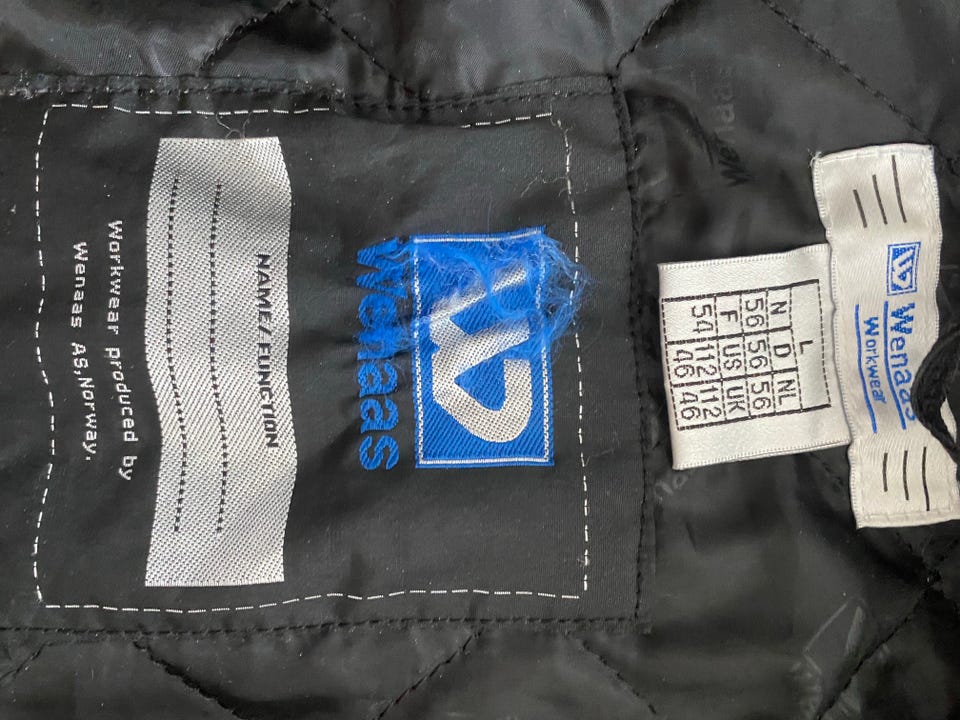 Wenaas
Workwear
L
N D NL
56 56 56
F US UK
54 112 112
46 46
Wenaas
NAME/FUNCTION
Workwear produced by
Wenaas AS,Norway.